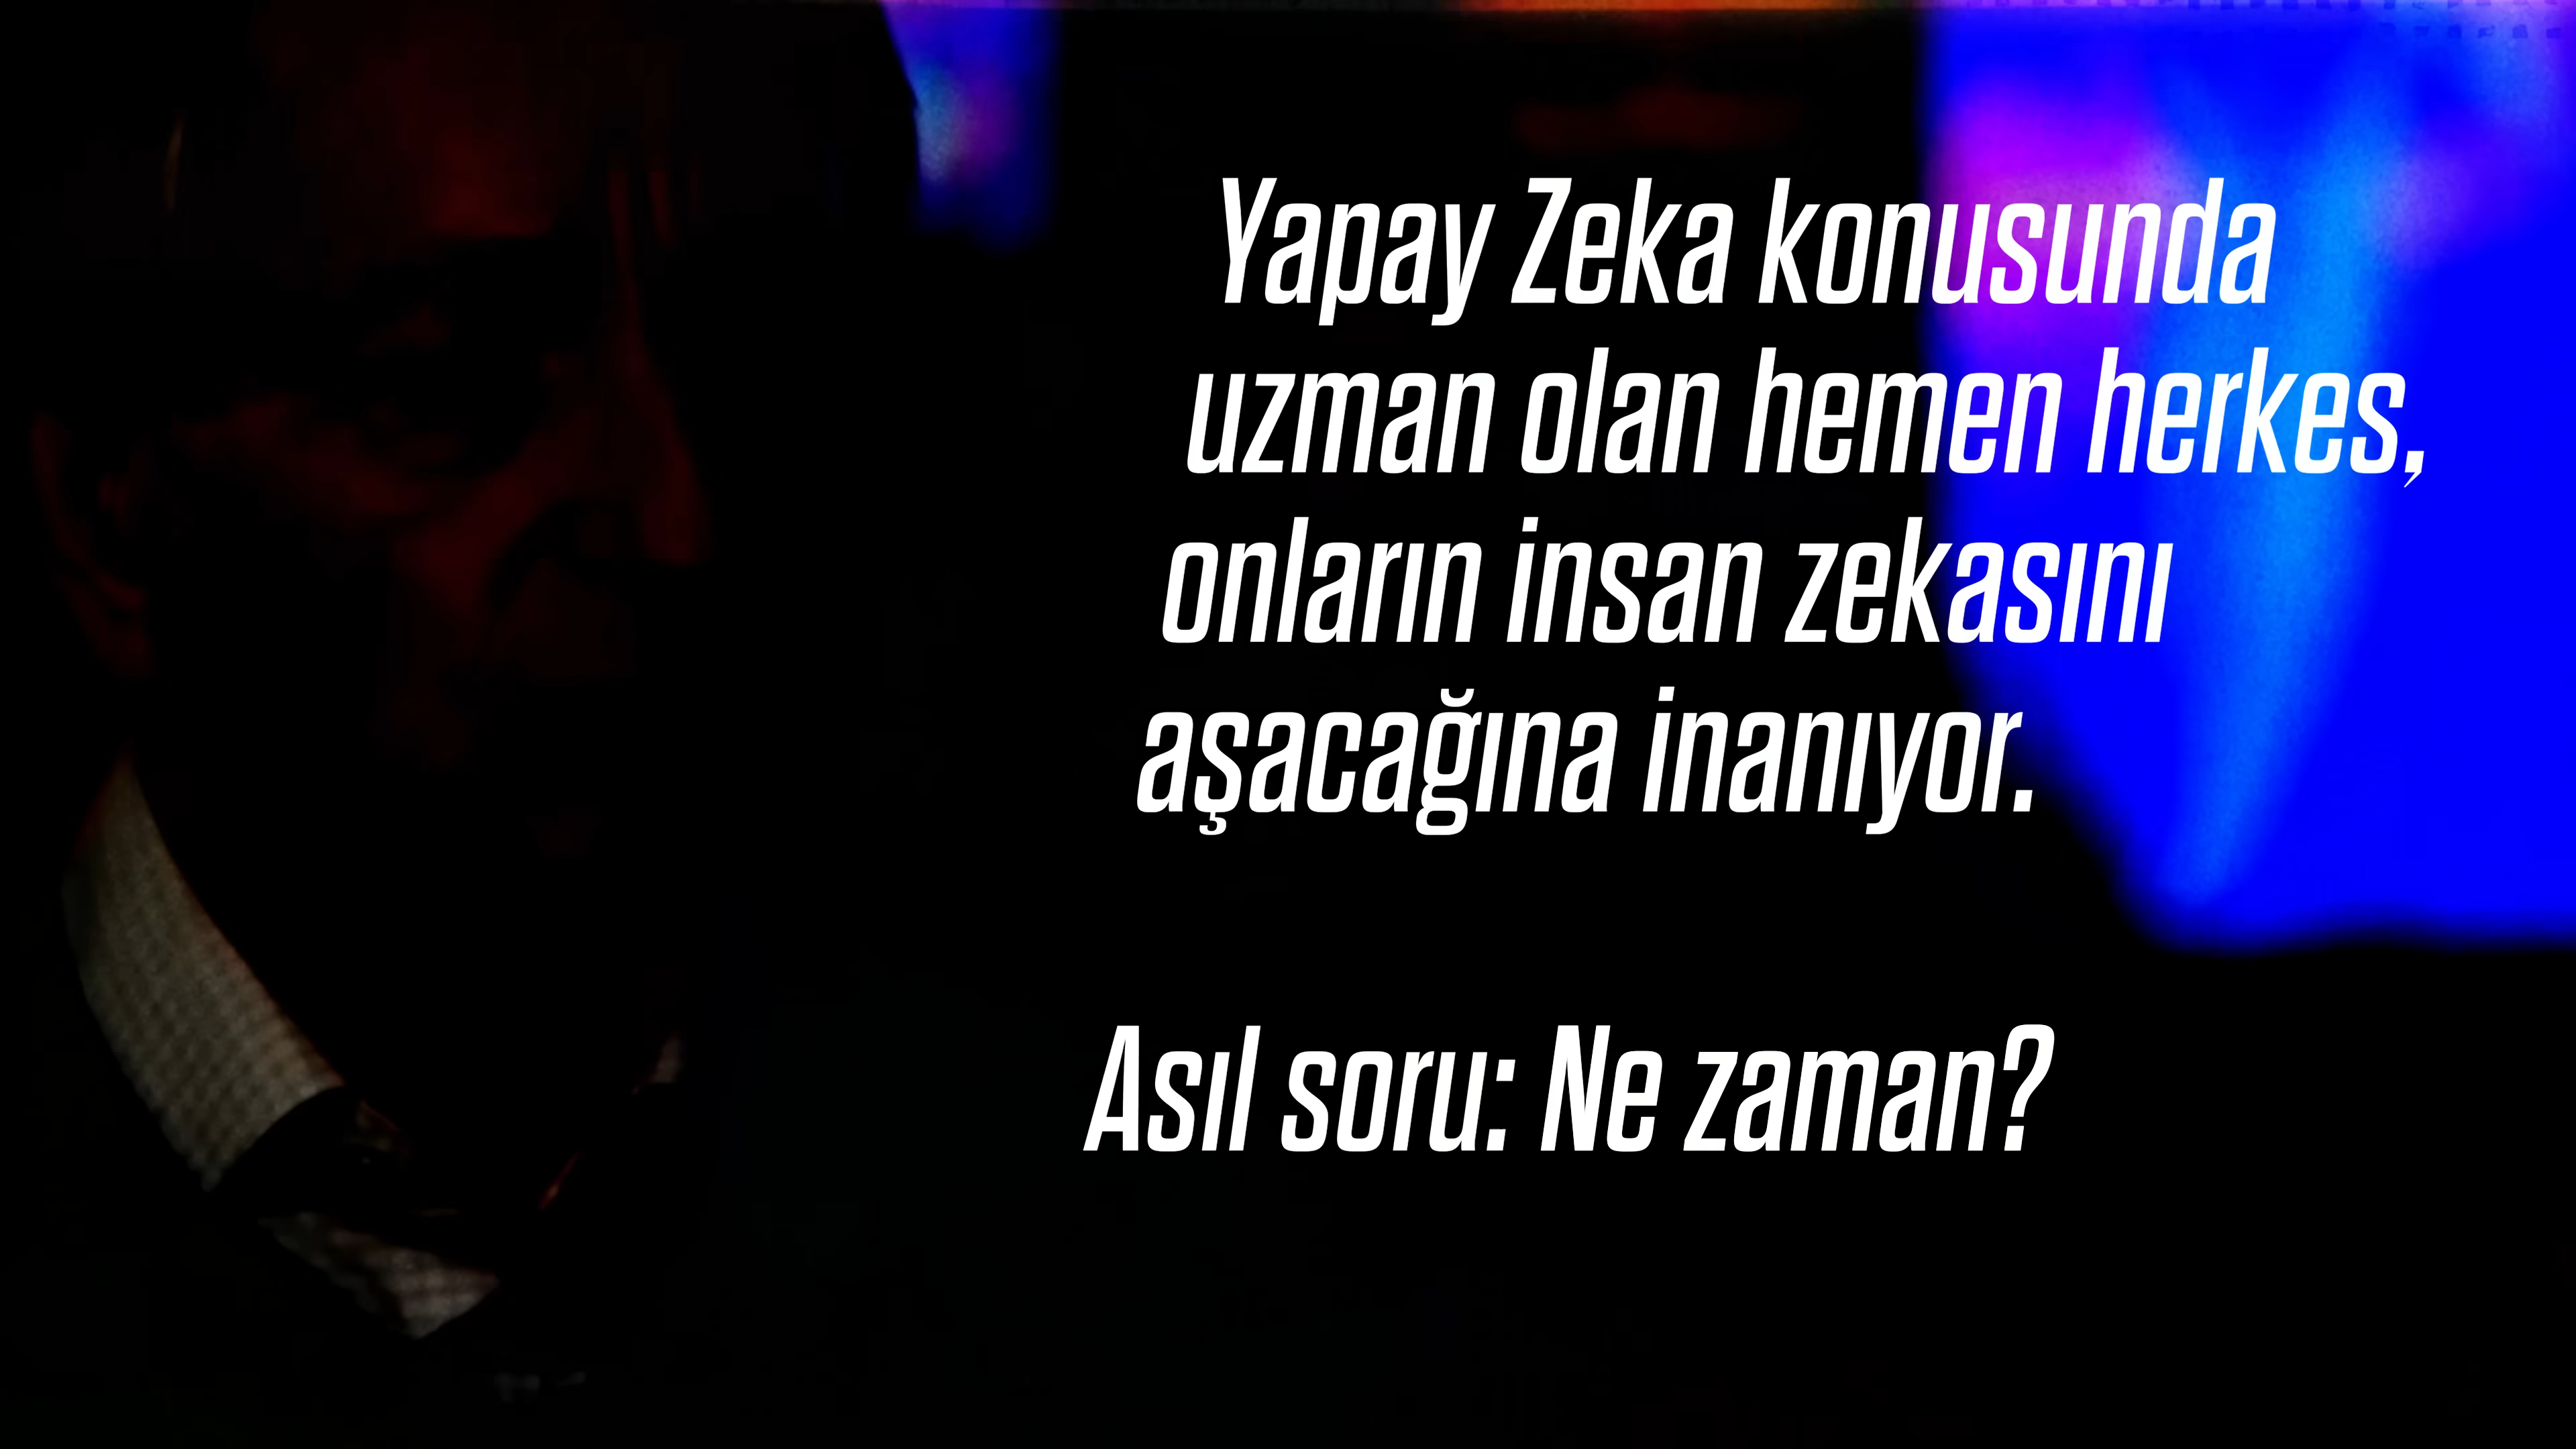 Yapay Zeka konusunda
uzman olan hemen herkes,
onların insan zekasını
aşacağına inanıyor.
Asıl soru: Ne zaman?